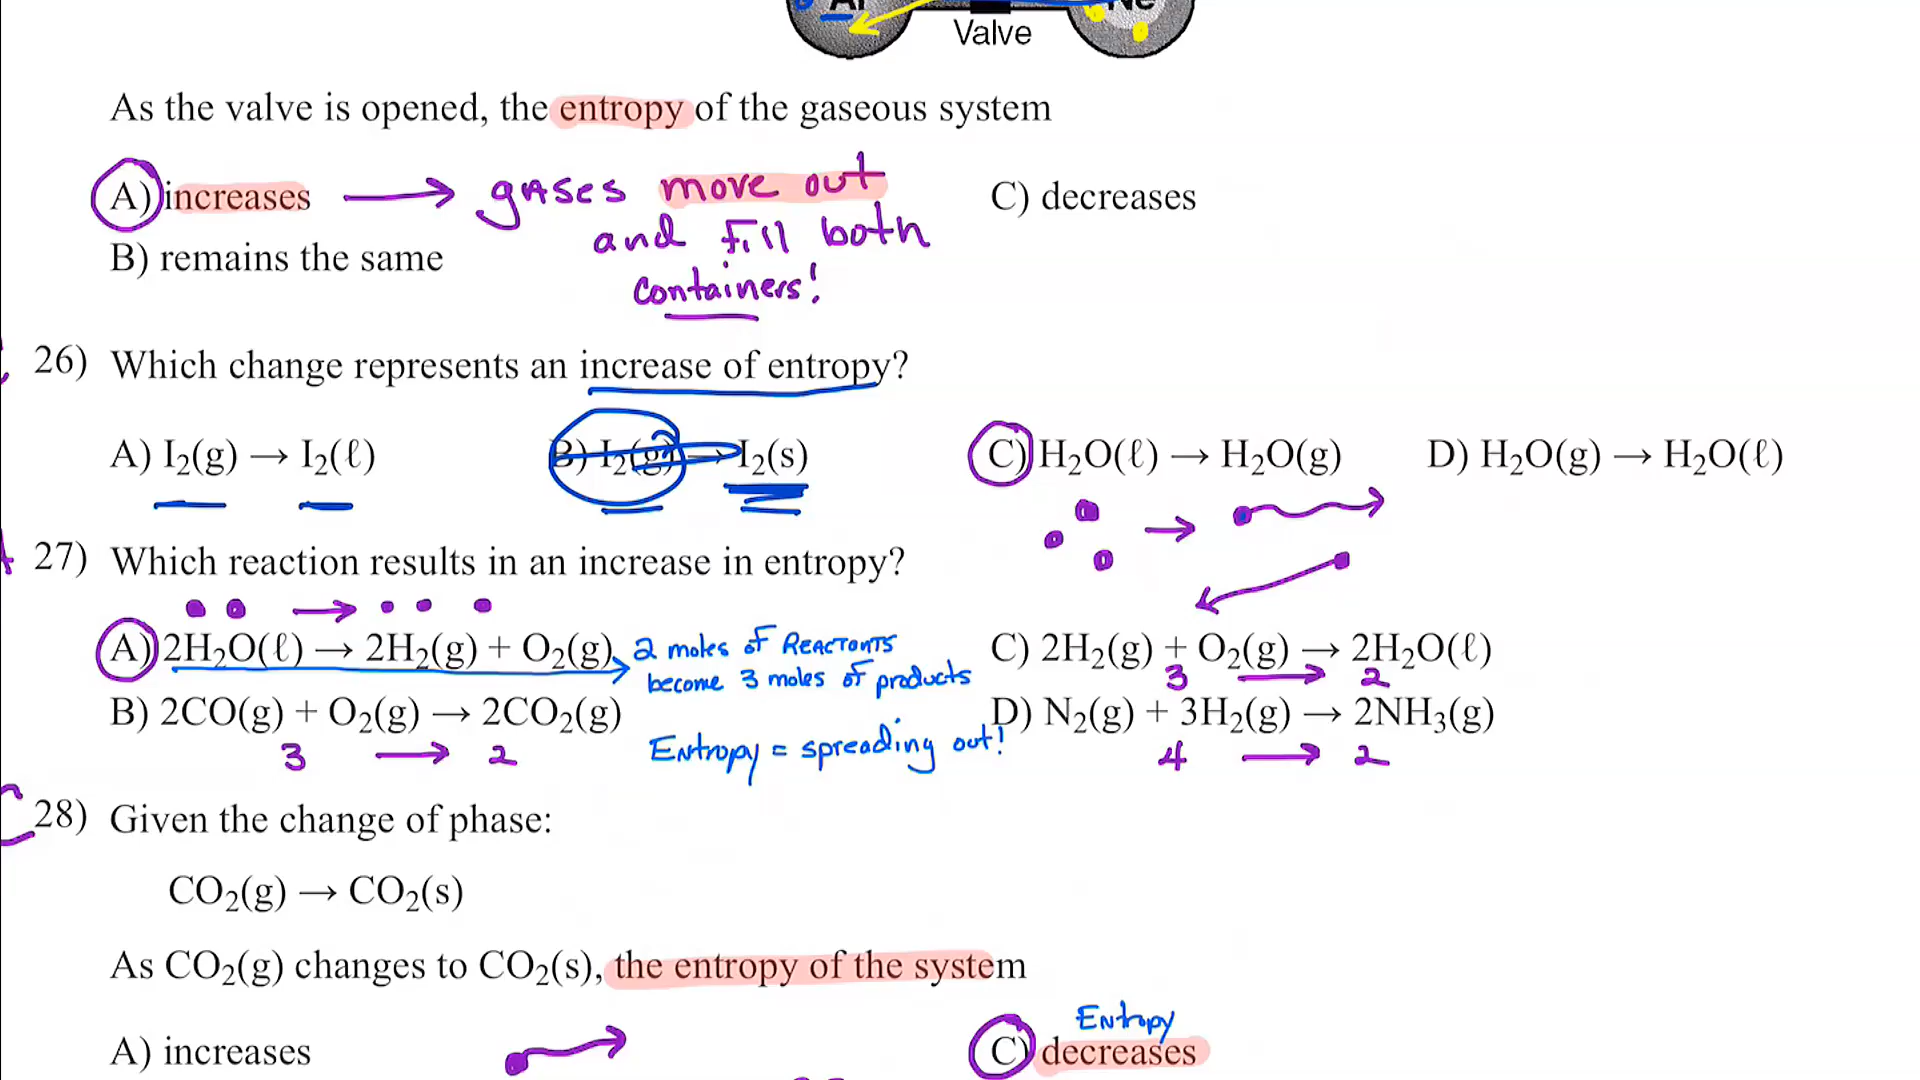 Ar Ne
Valve
As the valve is opened, the entropy of the gaseous system
A) increases → gases move out C) decreases
and fill both
B) remains the same
containers!
26) Which change represents an increase of entropy?
A) I₂(g) → I₂(ℓ) B) I₂(g) → I₂(s) C) H₂O(ℓ) → H₂O(g) D) H₂O(g) → H₂O(ℓ)
27) Which reaction results in an increase in entropy?
A) 2H₂O(ℓ) → 2H₂(g) + O₂(g) 2 moles of REACTANTS C) 2H₂(g) + O₂(g) → 2H₂O(ℓ)
become 3 moles of products 3 → 2
B) 2CO(g) + O₂(g) → 2CO₂(g) D) N₂(g) + 3H₂(g) → 2NH₃(g)
3 → 2 Entropy = spreading out! 4 → 2
C 28) Given the change of phase:
CO₂(g) → CO₂(s)
As CO₂(g) changes to CO₂(s), the entropy of the system
Entropy
A) increases C) decreases